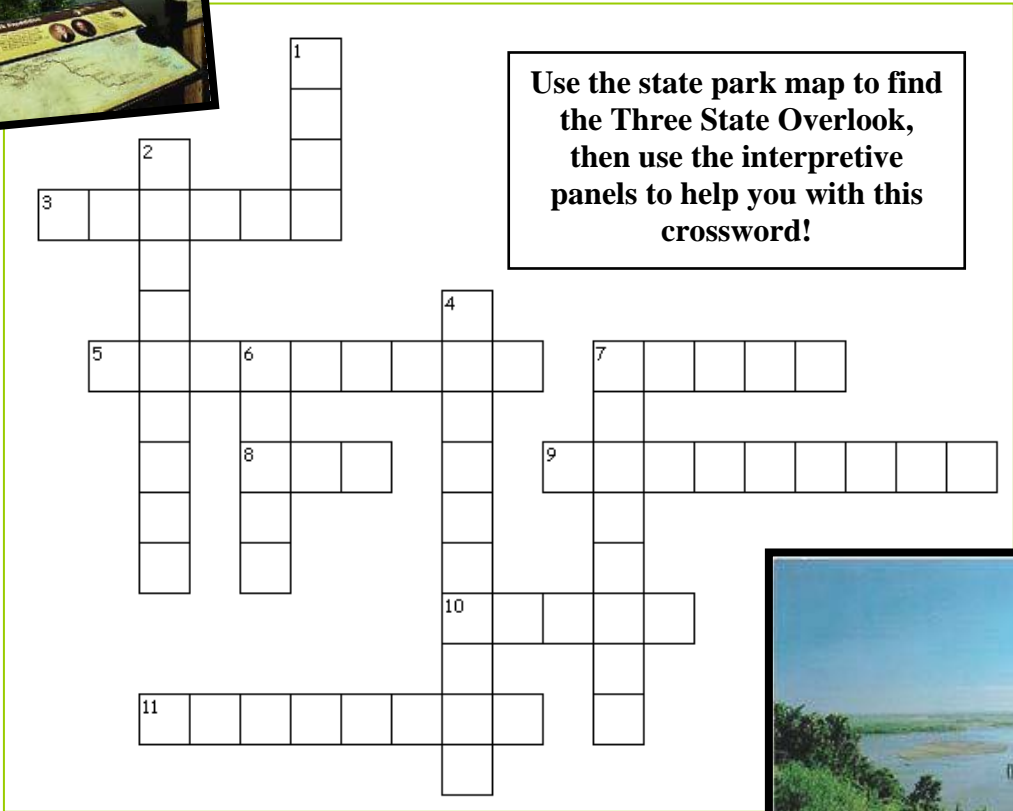 1
Use the state park map to find
the Three State Overlook,
then use the interpretive
panels to help you with this
crossword!
2
3
4
5
6
7
8
9
10
11